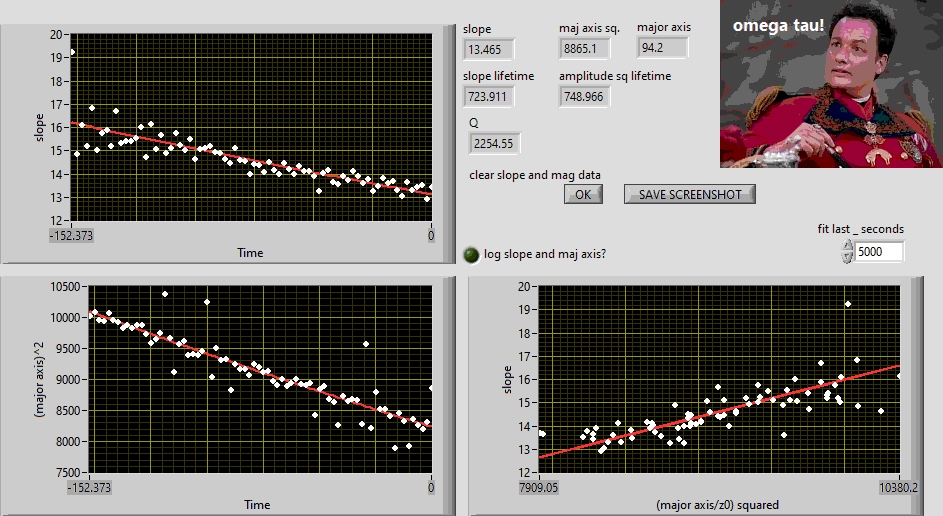 20
19
18
17
16
15
14
13
12
slope
-152.373
0
Time
slope
maj axis sq.
major axis
13.465
8865.1
94.2
slope lifetime
amplitude sq lifetime
723.911
748.966
Q
2254.55
clear slope and mag data
OK
SAVE SCREENSHOT
omega tau!
fit last _ seconds
5000
log slope and maj axis?
10500
10000
9500
9000
8500
8000
7500
(major axis)^2
-152.373
0
Time
20
19
18
17
16
15
14
13
12
slope
7909.05
10380.2
(major axis/z0) squared